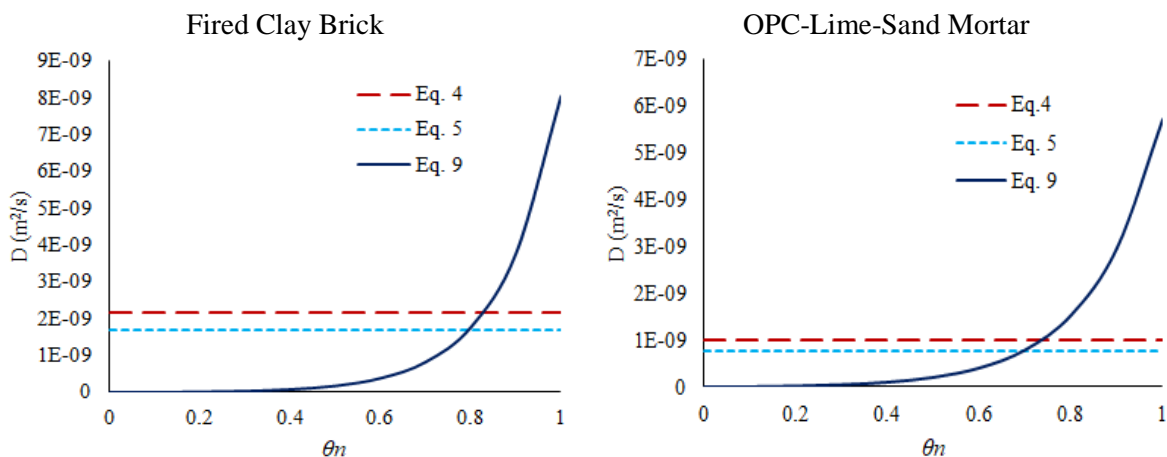 Fired Clay Brick
9E-09
8E-09
7E-09
6E-09
5E-09
4E-09
3E-09
2E-09
1E-09
0
D (m²/s)
Eq. 4
Eq. 5
Eq. 9
0 0.2 0.4 0.6 0.8 1
θn
OPC-Lime-Sand Mortar
7E-09
6E-09
5E-09
4E-09
3E-09
2E-09
1E-09
0
D (m²/s)
Eq.4
Eq. 5
Eq. 9
0 0.2 0.4 0.6 0.8 1
θn